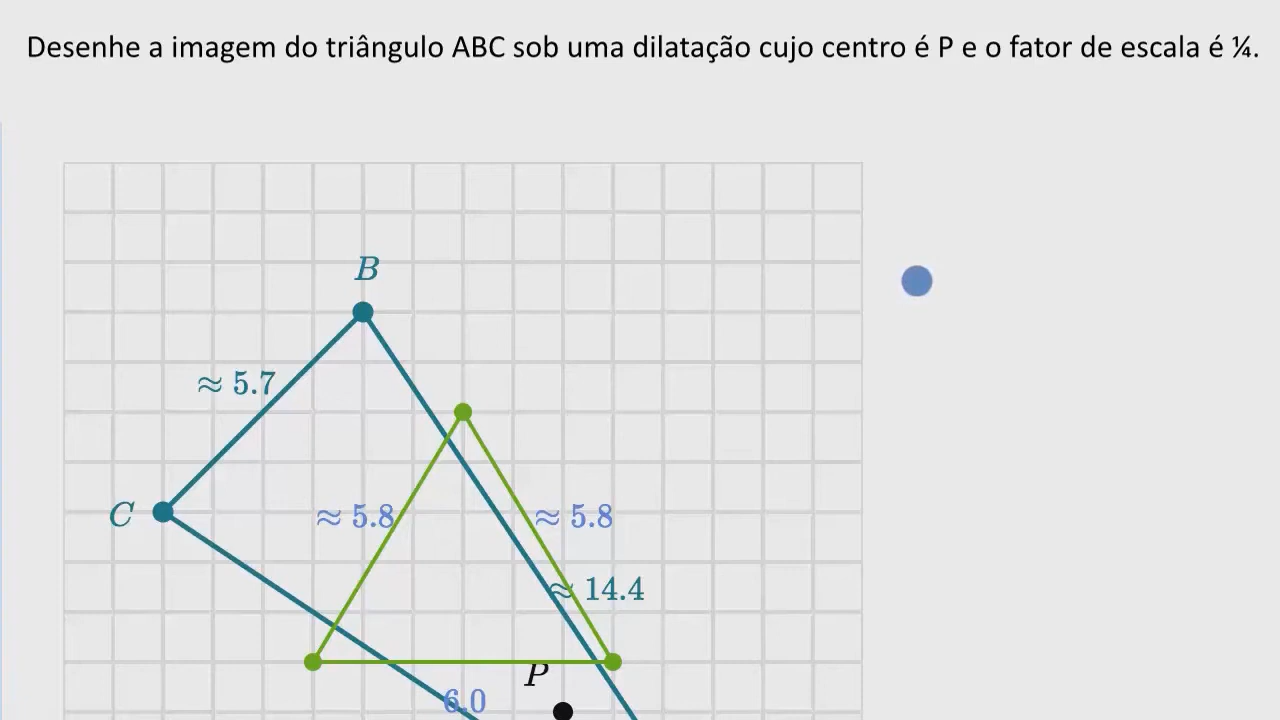 Desenhe a imagem do triângulo ABC sob uma dilatação cujo centro é P e o fator de escala é ¼.
B
≈ 5.7
C
≈ 5.8
≈ 5.8
≈ 14.4
P
6.0